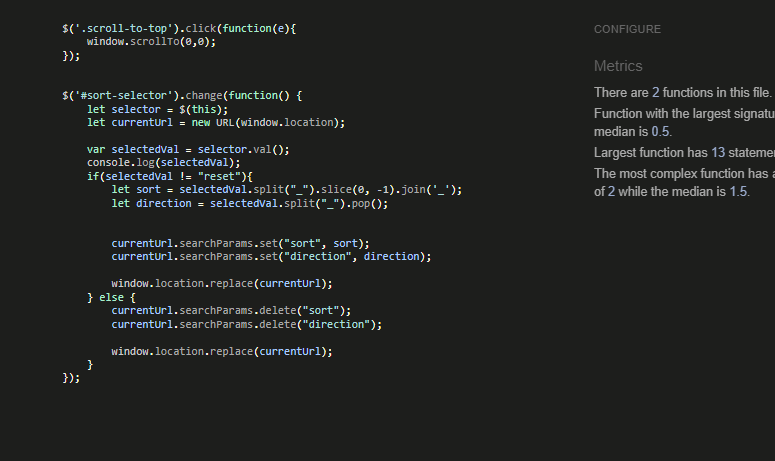 $('.scroll-to-top').click(function(e){
    window.scrollTo(0,0);
});
$('#sort-selector').change(function() {
    let selector = $(this);
    let currentUrl = new URL(window.location);
    var selectedVal = selector.val();
    console.log(selectedVal);
    if(selectedVal != "reset"){
        let sort = selectedVal.split("_").slice(0, -1).join('_');
        let direction = selectedVal.split("_").pop();
        currentUrl.searchParams.set("sort", sort);
        currentUrl.searchParams.set("direction", direction);
        window.location.replace(currentUrl);
    } else {
        currentUrl.searchParams.delete("sort");
        currentUrl.searchParams.delete("direction");
        window.location.replace(currentUrl);
    }
});
CONFIGURE
Metrics
There are 2 functions in this file.
Function with the largest signatu
median is 0.5.
Largest function has 13 stateme
The most complex function has a
of 2 while the median is 1.5.